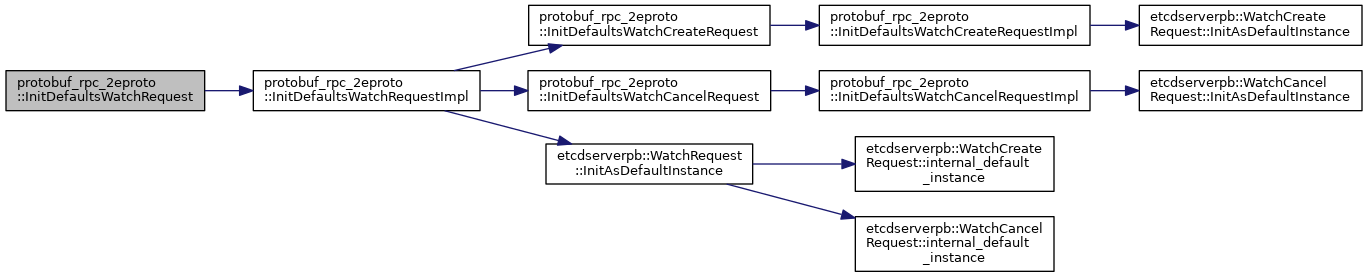 protobuf_rpc_2eproto
::InitDefaultsWatchRequest
protobuf_rpc_2eproto
::InitDefaultsWatchRequestImpl
protobuf_rpc_2eproto
::InitDefaultsWatchCreateRequest
protobuf_rpc_2eproto
::InitDefaultsWatchCreateRequestImpl
etcdserverpb::WatchCreate
Request::InitAsDefaultInstance
protobuf_rpc_2eproto
::InitDefaultsWatchCancelRequest
protobuf_rpc_2eproto
::InitDefaultsWatchCancelRequestImpl
etcdserverpb::WatchCancel
Request::InitAsDefaultInstance
etcdserverpb::WatchRequest
::InitAsDefaultInstance
etcdserverpb::WatchCreate
Request::internal_default
_instance
etcdserverpb::WatchCancel
Request::internal_default
_instance